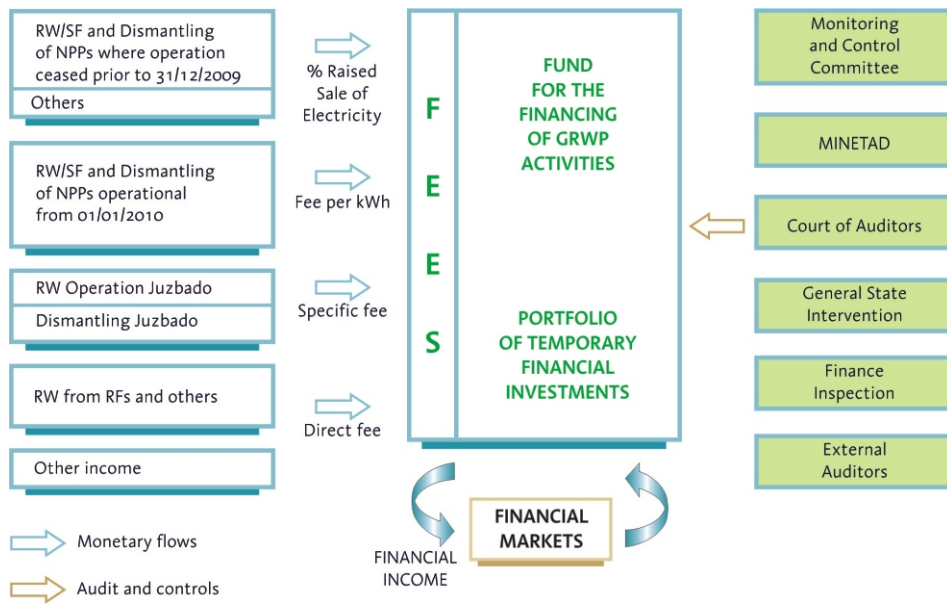 RW/SF and Dismantling
of NPPs where operation
ceased prior to 31/12/2009
Others
% Raised
Sale of
Electricity
RW/SF and Dismantling
of NPPs operational
from 01/01/2010
Fee per kWh
RW Operation Juzbado
Dismantling Juzbado
Specific fee
RW from RFs and others
Direct fee
Other income
Monetary flows
Audit and controls
F
E
E
S
FUND
FOR THE
FINANCING
OF GRWP
ACTIVITIES
PORTFOLIO
OF TEMPORARY
FINANCIAL
INVESTMENTS
FINANCIAL
MARKETS
FINANCIAL
INCOME
Monitoring
and Control
Committee
MINETAD
Court of Auditors
General State
Intervention
Finance
Inspection
External
Auditors